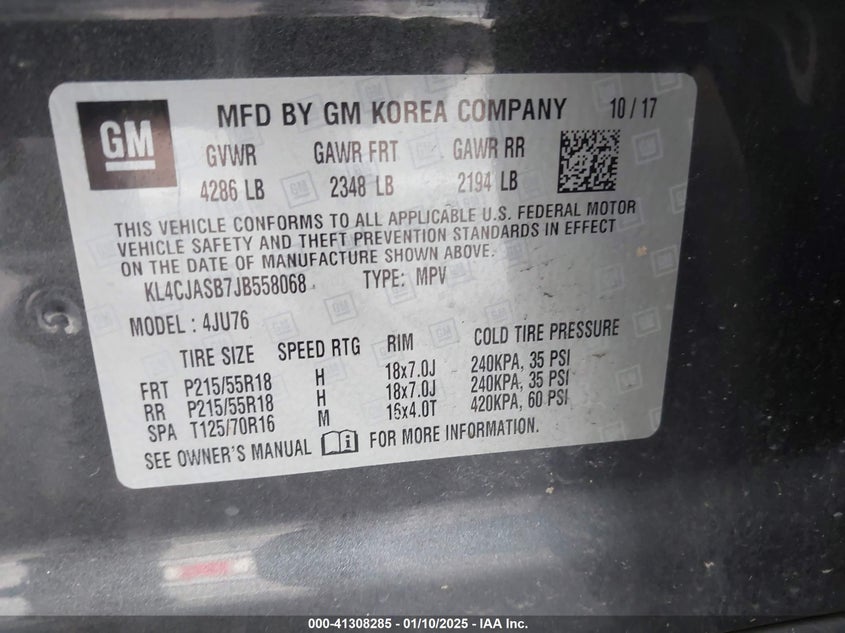 GM
MFD BY GM KOREA COMPANY 10 / 17
GVWR GAWR FRT GAWR RR
4286 LB 2348 LB 2194 LB
THIS VEHICLE CONFORMS TO ALL APPLICABLE U.S. FEDERAL MOTOR
VEHICLE SAFETY AND THEFT PREVENTION STANDARDS IN EFFECT
ON THE DATE OF MANUFACTURE SHOWN ABOVE.
KL4CJASB7JB558068 TYPE: MPV
MODEL : 4JU76
TIRE SIZE SPEED RTG RIM COLD TIRE PRESSURE
FRT P215/55R18 H 18x7.0J 240KPA, 35 PSI
RR P215/55R18 H 18x7.0J 240KPA, 35 PSI
SPA T125/70R16 M 16x4.0T 420KPA, 60 PSI
SEE OWNER'S MANUAL FOR MORE INFORMATION.
000-41308285 - 01/10/2025 - IAA Inc.